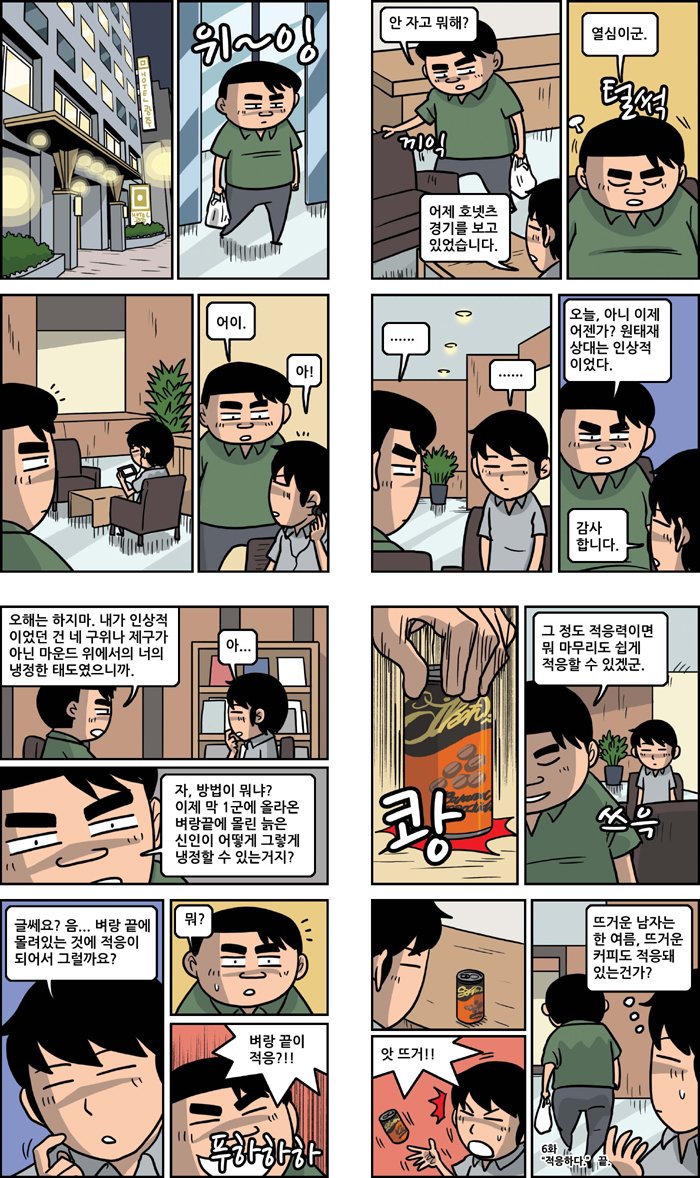 HOTEL 광주
HOTEL
위~잉
어이.
아!
안 자고 뭐해?
끼익
어제 호넷츠
경기를 보고
있었습니다.
열심이군.
털썩
......
......
오늘, 아니 이제
어젠가? 원태재
상대는 인상적
이었다.
감사
합니다.
오해는 하지마. 내가 인상적
이었던 건 네 구위나 제구가
아닌 마운드 위에서의 너의
냉정한 태도였으니까.
아...
자, 방법이 뭐냐?
이제 막 1군에 올라온
벼랑끝에 몰린 늙은
신인이 어떻게 그렇게
냉정할 수 있는거지?
글쎄요? 음... 벼랑 끝에
몰려있는 것에 적응이
되어서 그럴까요?
뭐?
벼랑 끝이
적응?!!
푸하하하
쾅
그 정도 적응력이면
뭐 마무리도 쉽게
적응할 수 있겠군.
쓰윽
앗 뜨거!!
뜨거운 남자는
한 여름, 뜨거운
커피도 적응돼
있는건가?
6화
"적응하다." 끝.